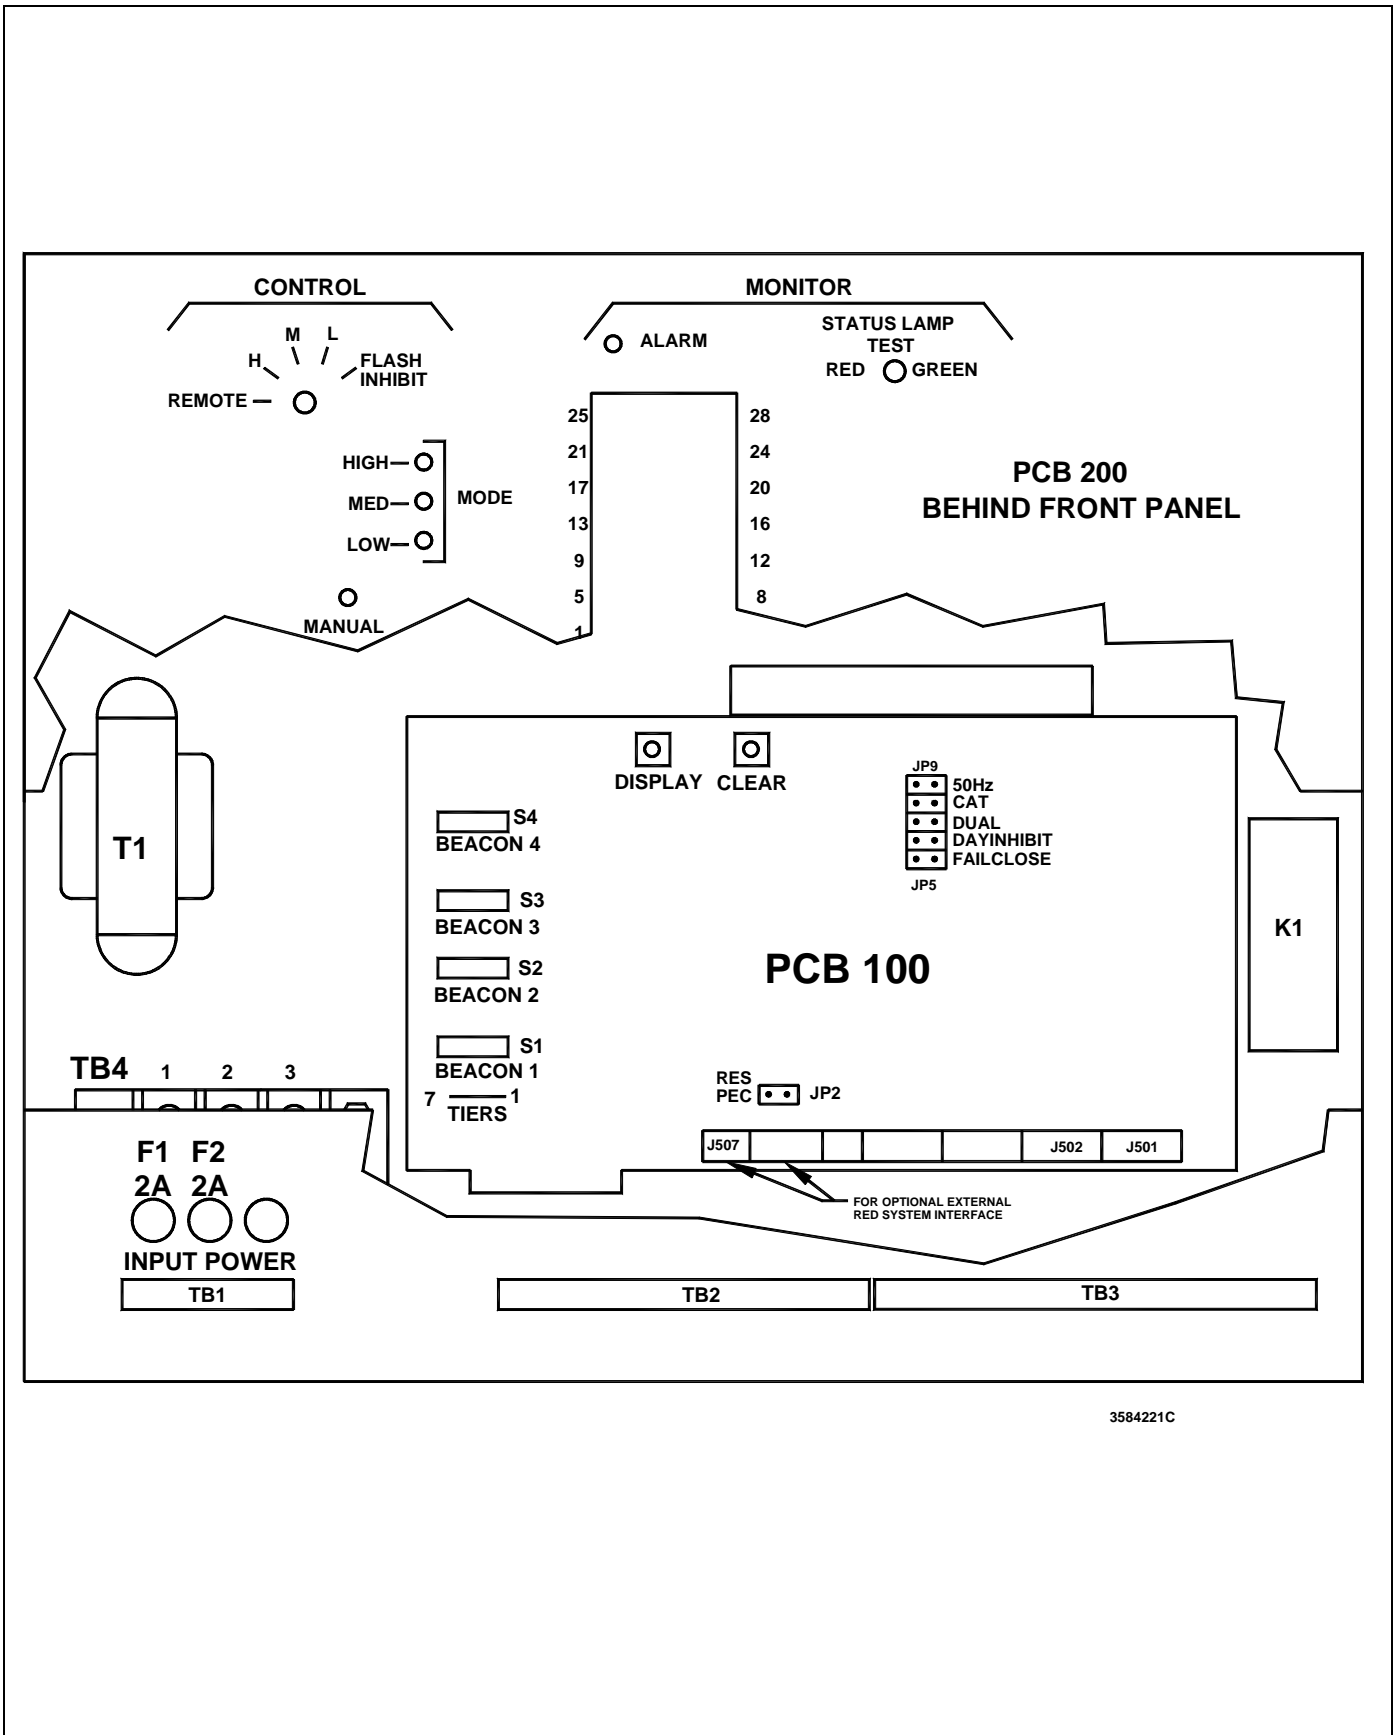 CONTROL
MONITOR
M
L
H
FLASH
INHIBIT
REMOTE
ALARM
STATUS LAMP
TEST
RED
GREEN
HIGH
MED
LOW
MODE
MANUAL
25
28
21
24
17
20
13
16
9
12
5
8
1
PCB 200
BEHIND FRONT PANEL
DISPLAY
CLEAR
JP9
50Hz
CAT
DUAL
DAYINHIBIT
FAILCLOSE
JP5
T1
S4
BEACON 4
S3
BEACON 3
S2
BEACON 2
S1
BEACON 1
7
1
TIERS
PCB 100
K1
RES
PEC
JP2
J507
J502
J501
FOR OPTIONAL EXTERNAL
RED SYSTEM INTERFACE
TB4
1
2
3
F1
F2
2A
2A
INPUT POWER
TB1
TB2
TB3
3584221C